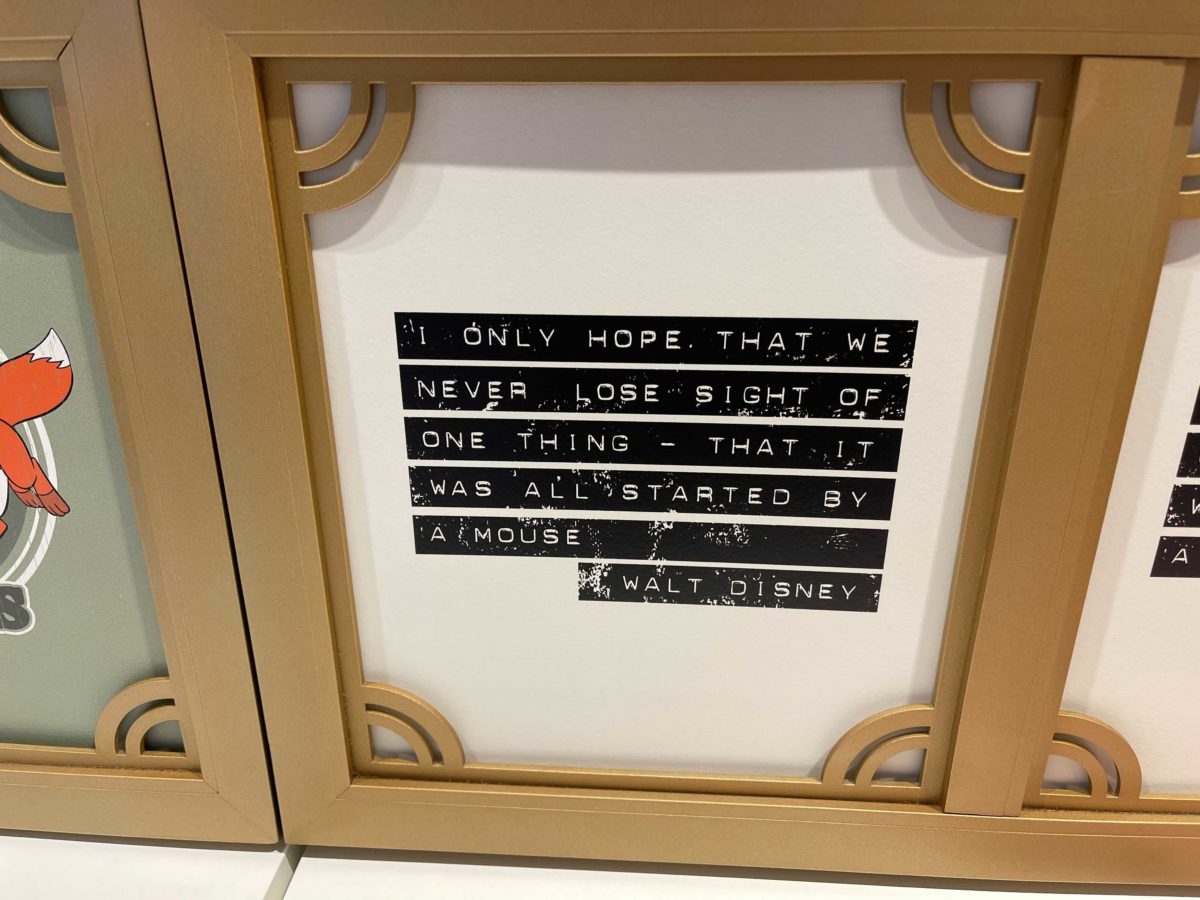 I ONLY HOPE. THAT WE
NEVER LOSE SIGHT OF
ONE THING – THAT IT
WAS ALL STARTED BY
A MOUSE
WALT DISNEY
S
W
A